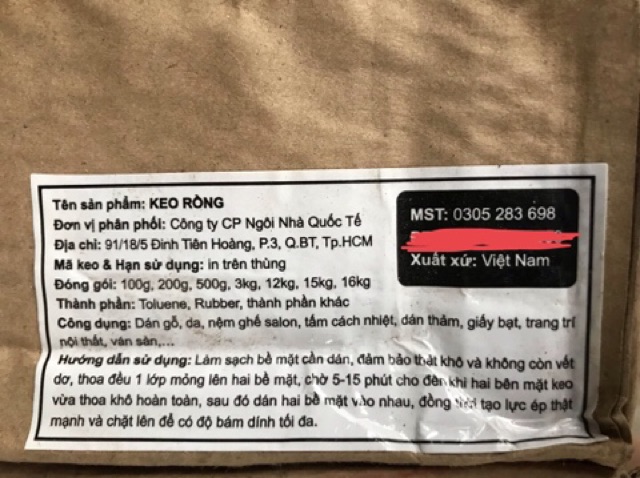 Tên sản phẩm: KEO RÒNG
Đơn vị phân phối: Công ty CP Ngôi Nhà Quốc Tế
Địa chỉ: 91/18/5 Đinh Tiên Hoàng, P.3, Q.BT, Tp.HCM
Mã keo & Hạn sử dụng: in trên thùng
Đóng gói: 100g, 200g, 500g, 3kg, 12kg, 15kg, 16kg
Thành phần: Toluene, Rubber, thành phần khác
Công dụng: Dán gỗ, da, nệm ghế salon, tấm cách nhiệt, dán thảm, giấy bạt, trang trí
nội thất, ván sàn,...
Hướng dẫn sử dụng: Làm sạch bề mặt cần dán, đảm bảo thật khô và không còn vết
dơ, thoa đều 1 lớp mỏng lên hai bề mặt, chờ 5-15 phút cho đến khi hai bên mặt keo
vừa thoa khô hoàn toàn, sau đó dán hai bề mặt vào nhau, đồng thời tạo lực ép thật
mạnh và chặt lên để có độ bám dính tối đa.
MST: 0305 283 698
Xuất xứ: Việt Nam